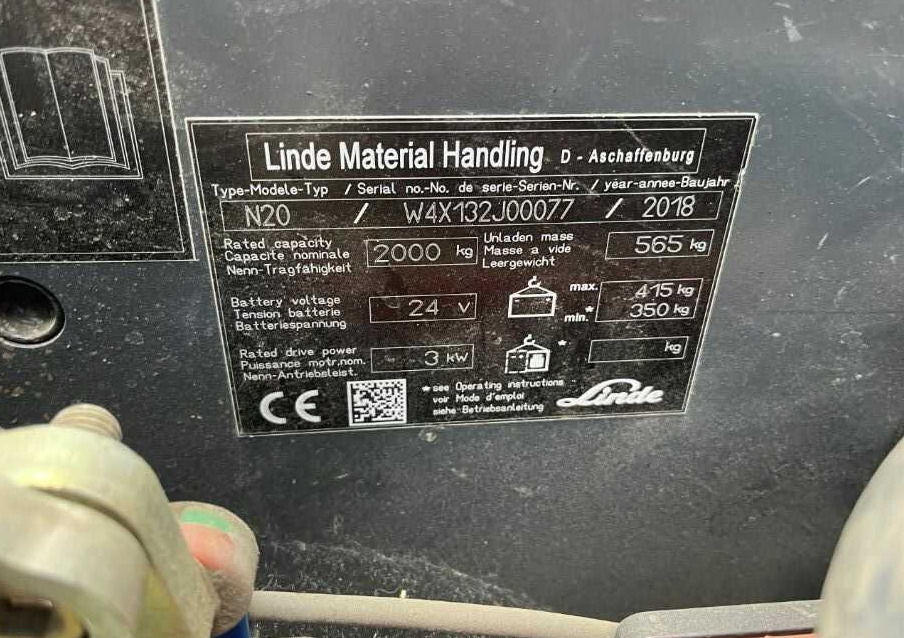 Linde Material Handling D - Aschaffenburg
Type-Modele-Typ / Serial no.-No. de serie-Serien-Nr. / year-annee-Baujahr
N20 / W4X132J00077 / 2018
Rated capacity
Capacite nominale
Nenn-Tragfähigkeit
2000 kg
Unladen mass
Masse a vide
Leergewicht
565 kg
Battery voltage
Tension batterie
Batteriespannung
- 24 V
max. 415 kg
min.* 350 kg
Rated drive power
Puissance motr.nom.
Nenn-Antriebsleist.
- 3 kW
*
kg
CE
*see Operating instructions
voir Mode d'emploi
siehe Betriebsanleitung
Linde